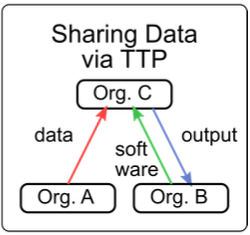 Sharing Data
via TTP
Org. C
data
soft
ware
output
Org. A
Org. B